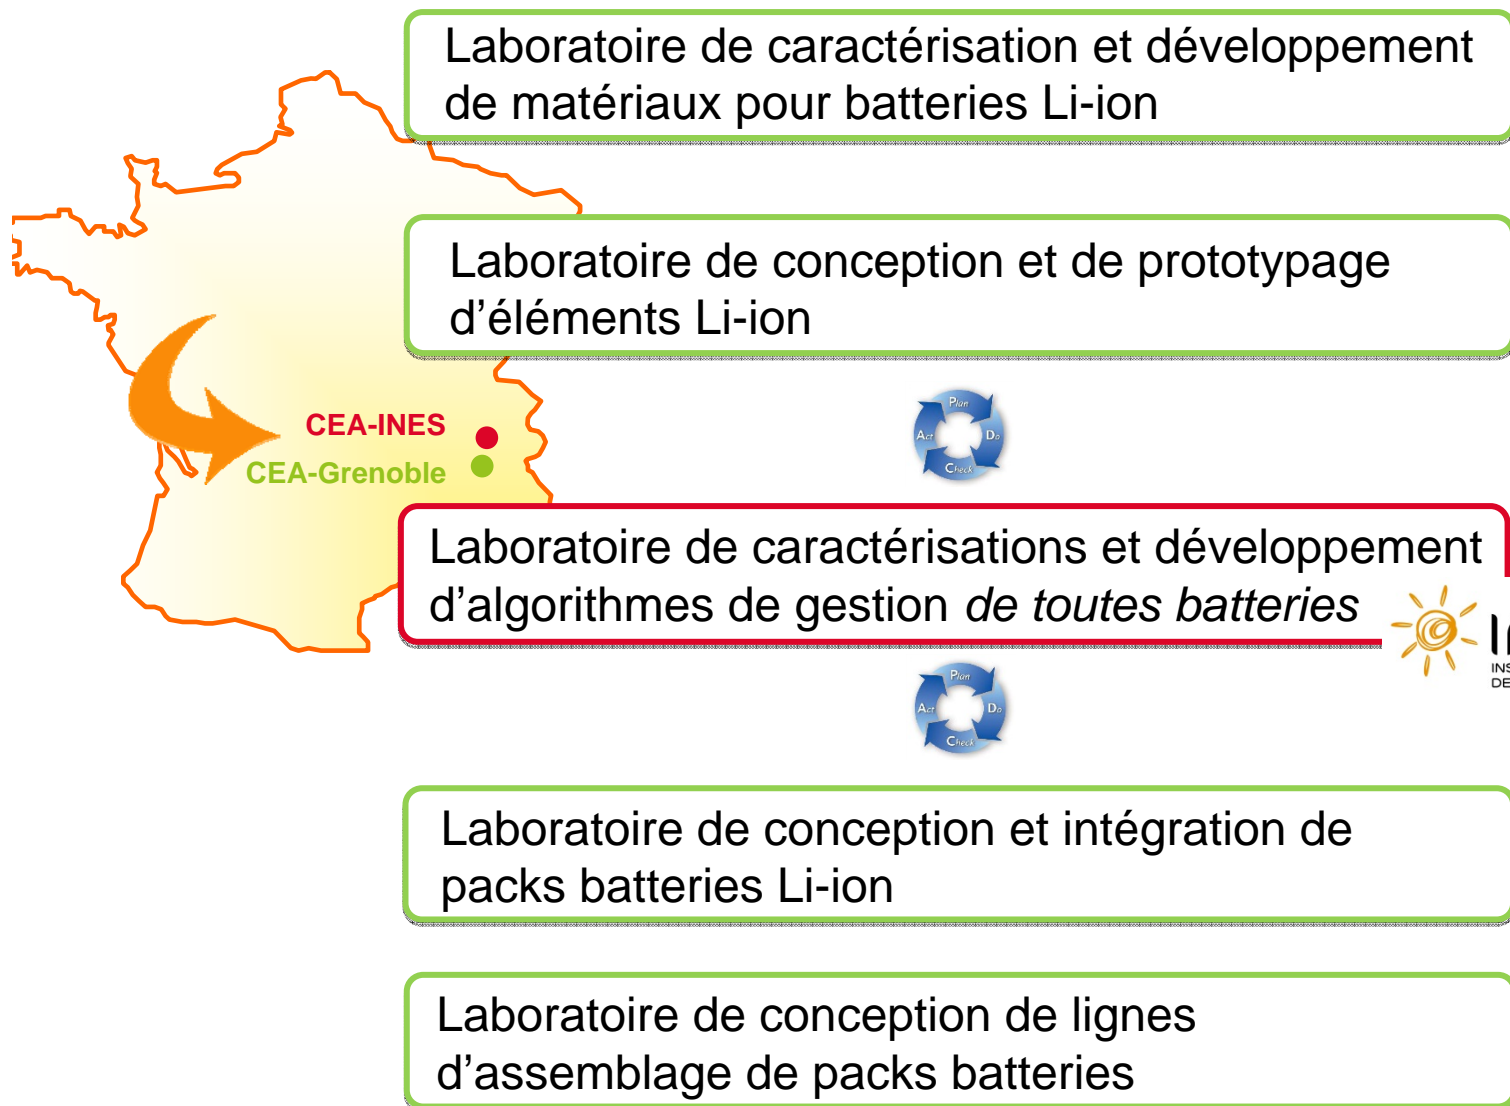 Laboratoire de caractérisation et développement
de matériaux pour batteries Li-ion
Laboratoire de conception et de prototypage
d’éléments Li-ion
Plan
Act
Do
Check
CEA-INES
CEA-Grenoble
Laboratoire de caractérisations et développement
d’algorithmes de gestion de toutes batteries
INS
DE
Plan
Act
Do
Check
Laboratoire de conception et intégration de
packs batteries Li-ion
Laboratoire de conception de lignes
d’assemblage de packs batteries